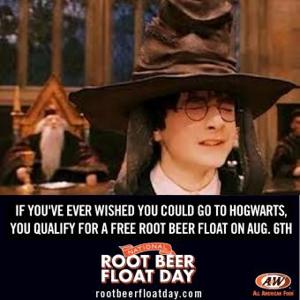 IF YOU'VE EVER WISHED YOU COULD GO TO HOGWARTS,
YOU QUALIFY FOR A FREE ROOT BEER FLOAT ON AUG. 6TH
NATIONAL
ROOT BEER
FLOAT DAY
rootbeerfloatday.com
A&W
ALL AMERICAN FOOD